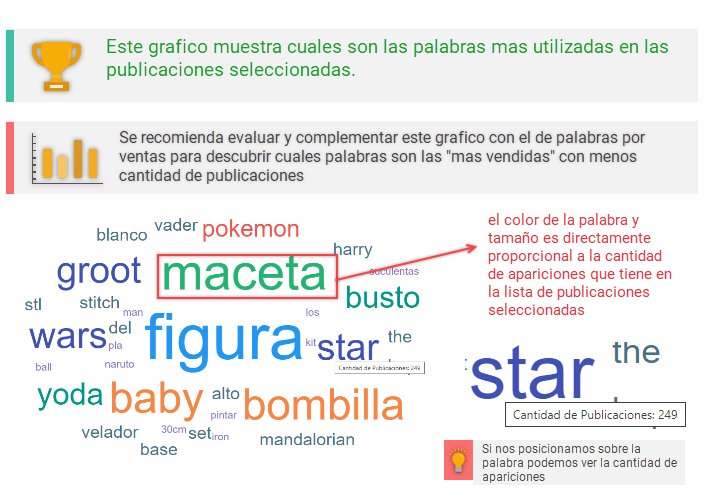 Este grafico muestra cuales son las palabras mas utilizadas en las
publicaciones seleccionadas.
Se recomienda evaluar y complementar este grafico con el de palabras por
ventas para descubrir cuales palabras son las "mas vendidas" con menos
cantidad de publicaciones
blanco vader pokemon
groot maceta harry
suculentas
stl stitch man los busto
wars del figura kit star the
pla
ball naruto
Cantidad de Publicaciones: 249
yoda baby alto bombilla
pintar
velador 30cm set iron mandalorian
base
el color de la palabra y
tamaño es directamente
proporcional a la cantidad
de apariciones que tiene en
la lista de publicaciones
seleccionadas
star the
Cantidad de Publicaciones: 249
Si nos posicionamos sobre la
palabra podemos ver la cantidad de
apariciones